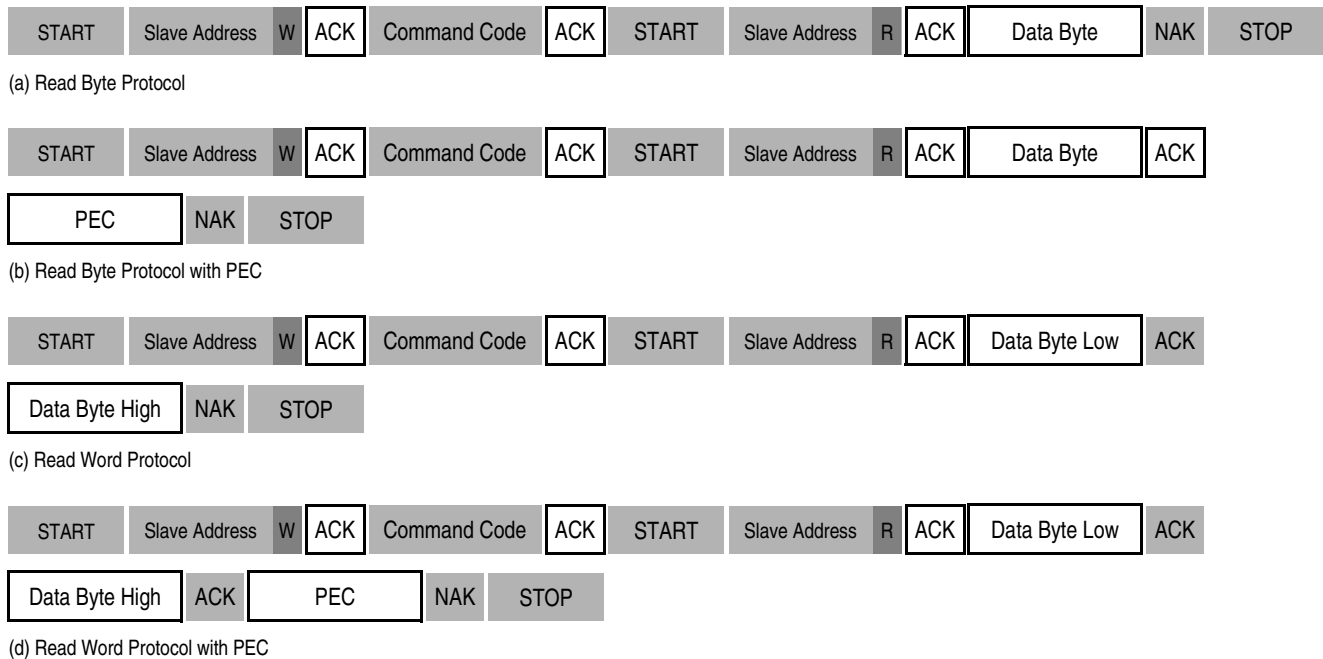 START Slave Address W ACK Command Code ACK START Slave Address R ACK Data Byte NAK STOP
(a) Read Byte Protocol
START Slave Address W ACK Command Code ACK START Slave Address R ACK Data Byte ACK
PEC NAK STOP
(b) Read Byte Protocol with PEC
START Slave Address W ACK Command Code ACK START Slave Address R ACK Data Byte Low ACK
Data Byte High NAK STOP
(c) Read Word Protocol
START Slave Address W ACK Command Code ACK START Slave Address R ACK Data Byte Low ACK
Data Byte High ACK PEC NAK STOP
(d) Read Word Protocol with PEC